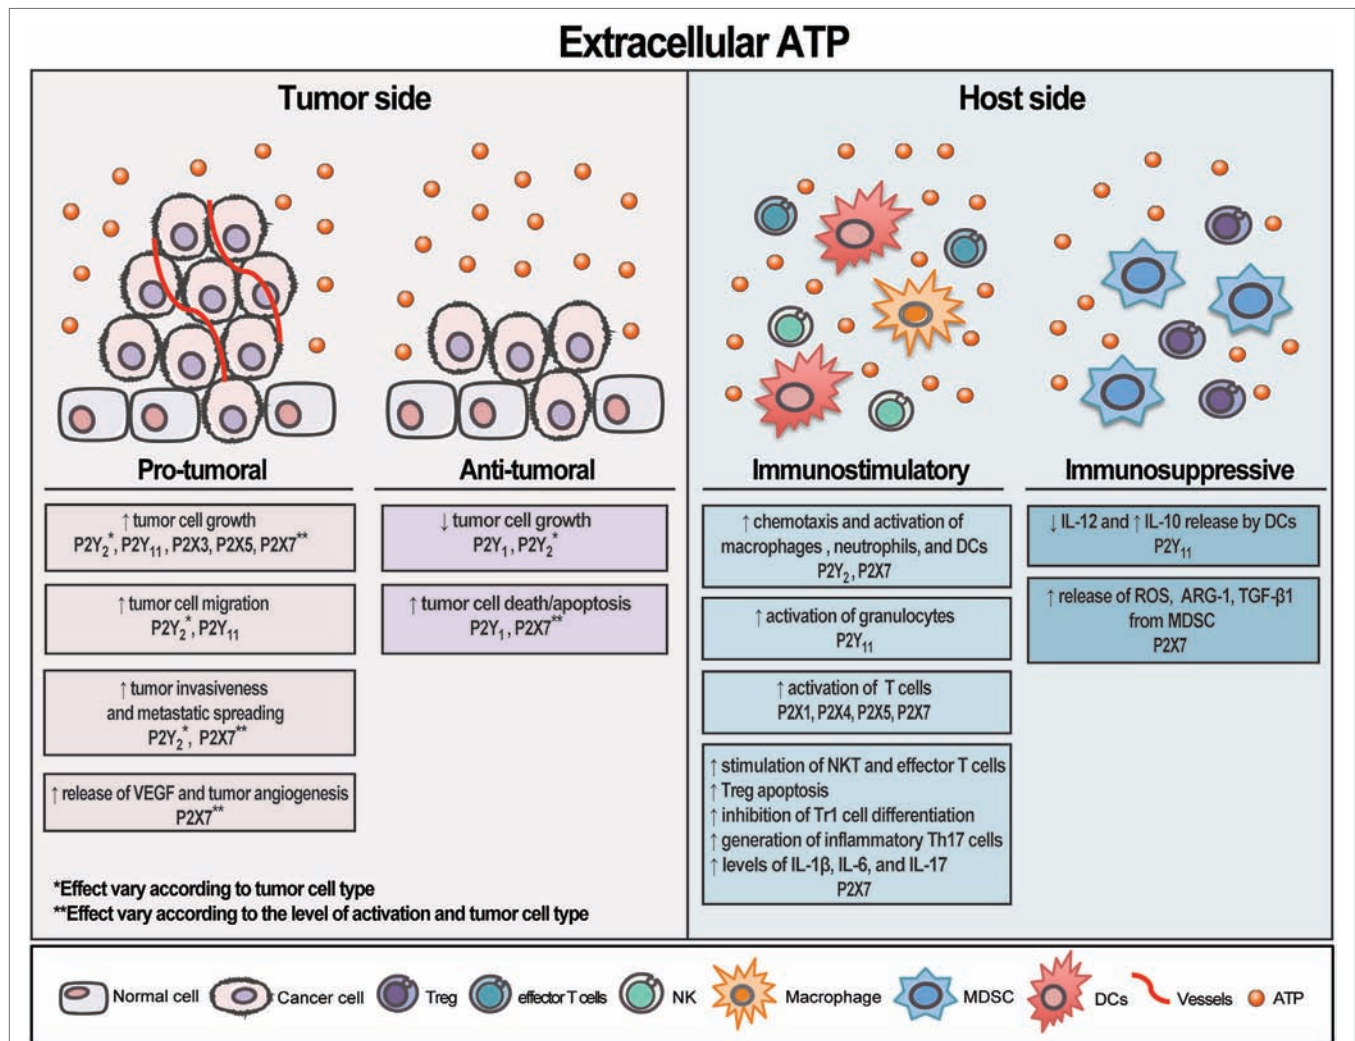 Extracellular ATP
Tumor side
Host side
Pro-tumoral
Anti-tumoral
Immunostimulatory
Immunosuppressive
↑ tumor cell growth
P2Y2*, P2Y11, P2X3, P2X5, P2X7**
↑ tumor cell migration
P2Y2*, P2Y11
↑ tumor invasiveness
and metastatic spreading
P2Y2*, P2X7**
↑ release of VEGF and tumor angiogenesis
P2X7**
↓ tumor cell growth
P2Y1, P2Y2*
↑ tumor cell death/apoptosis
P2Y1, P2X7**
↑ chemotaxis and activation of
macrophages , neutrophils, and DCs
P2Y2, P2X7
↑ activation of granulocytes
P2Y11
↑ activation of T cells
P2X1, P2X4, P2X5, P2X7
↑ stimulation of NKT and effector T cells
↑ Treg apoptosis
↑ inhibition of Tr1 cell differentiation
↑ generation of inflammatory Th17 cells
↑ levels of IL-1β, IL-6, and IL-17
P2X7
↓ IL-12 and ↑ IL-10 release by DCs
P2Y11
↑ release of ROS, ARG-1, TGF-β1
from MDSC
P2X7
*Effect vary according to tumor cell type
**Effect vary according to the level of activation and tumor cell type
Normal cell
Cancer cell
Treg
effector T cells
NK
Macrophage
MDSC
DCs
Vessels
ATP